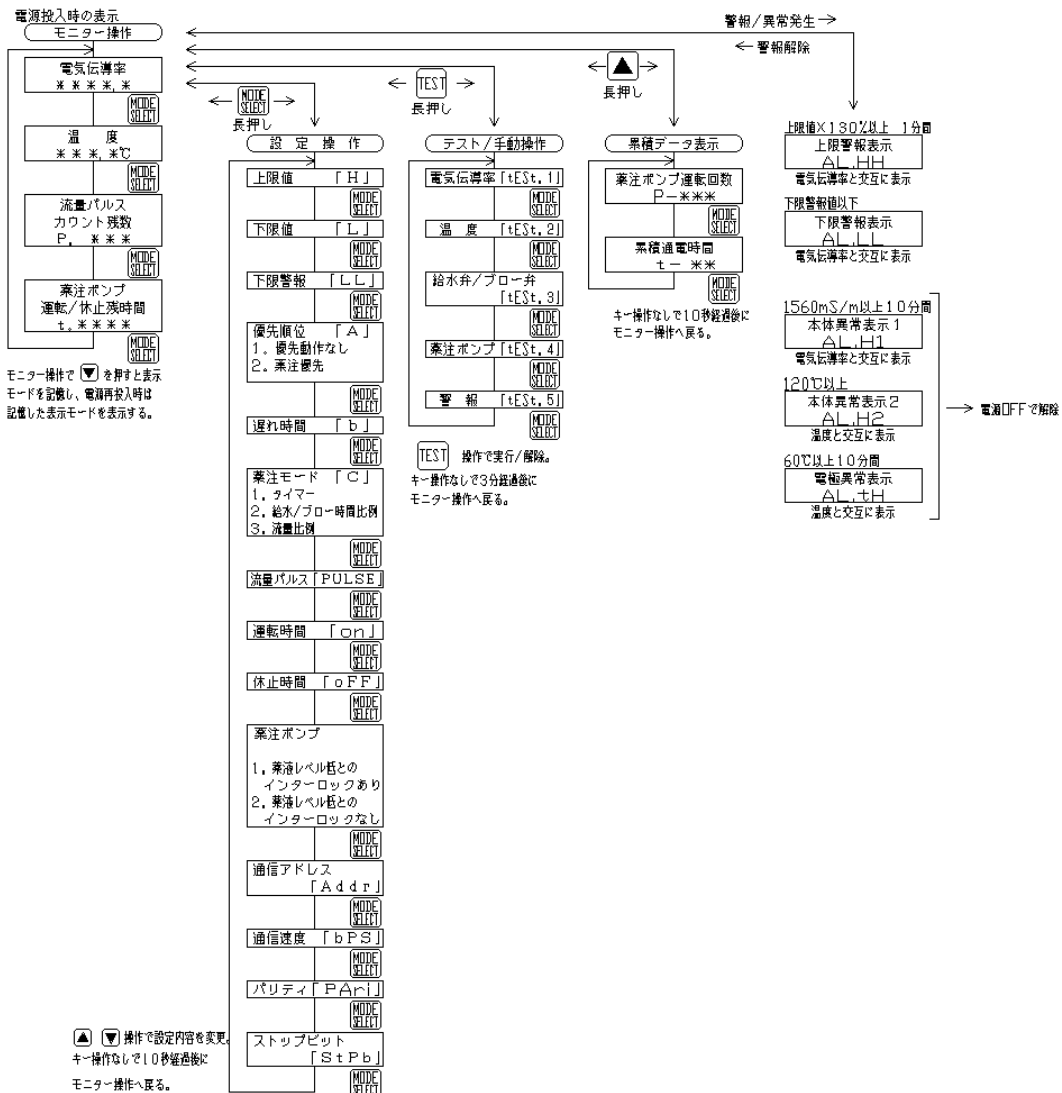 電源投入時の表示
モニター操作
電気伝導率
＊＊＊＊.＊
MODE
SELECT
温　度
＊＊＊.＊℃
MODE
SELECT
流量パルス
カウント残数
P.　＊＊＊
MODE
SELECT
薬注ポンプ
運転/休止残時間
t.＊＊＊＊
MODE
SELECT
モニター操作で ▼ を押すと表示
モードを記憶し、電源再投入時は
記憶した表示モードを表示する。
← MODE
SELECT →
長押し
設　定　操　作
上限値　「H」
MODE
SELECT
下限値　「L」
MODE
SELECT
下限警報　「LL」
MODE
SELECT
優先順位　「A」
1. 優先動作なし
2. 薬注優先
MODE
SELECT
遅れ時間　「b」
MODE
SELECT
薬注モード　「C」
1. タイマー
2. 給水/ブロー時間比例
3. 流量比例
MODE
SELECT
流量パルス「PULSE」
MODE
SELECT
運転時間　「on」
MODE
SELECT
休止時間　「oFF」
MODE
SELECT
薬注ポンプ
1. 薬液レベル低との
インターロックあり
2. 薬液レベル低との
インターロックなし
MODE
SELECT
通信アドレス
「Addr」
MODE
SELECT
通信速度　「bPS」
MODE
SELECT
パリティ「PAri」
MODE
SELECT
ストップビット
「StPb」
MODE
SELECT
▲ ▼ 操作で設定内容を変更。
キー操作なしで10秒経過後に
モニター操作へ戻る。
← TEST →
長押し
テスト/手動操作
電気伝導率「tESt.1」
MODE
SELECT
温　度　「tESt.2」
MODE
SELECT
給水弁/ブロー弁
「tESt.3」
MODE
SELECT
薬注ポンプ「tESt.4」
MODE
SELECT
警　報　「tESt.5」
MODE
SELECT
TEST 操作で実行/解除。
キー操作なしで3分経過後に
モニター操作へ戻る。
← ▲ →
長押し
累積データ表示
薬注ポンプ運転回数
P－＊＊＊
MODE
SELECT
累積通電時間
t－ ＊＊
MODE
SELECT
キー操作なしで10秒経過後に
モニター操作へ戻る。
警報/異常発生→
← 警報解除
上限値×130%以上　1分間
上限警報表示
AL.HH
電気伝導率と交互に表示
下限警報値以下
下限警報表示
AL.LL
電気伝導率と交互に表示
1560mS/m以上10分間
本体異常表示1
AL.H1
電気伝導率と交互に表示
120℃以上
本体異常表示2
AL.H2
温度と交互に表示
60℃以上10分間
電極異常表示
AL.tH
温度と交互に表示
→ 電源OFFで解除